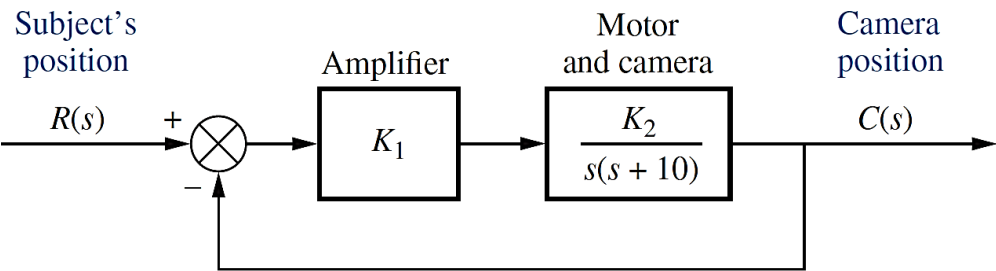 Subject's
position
Motor
and camera
Camera
position
Amplifier
R(s)
+
K₁
K₂
s(s + 10)
C(s)
−